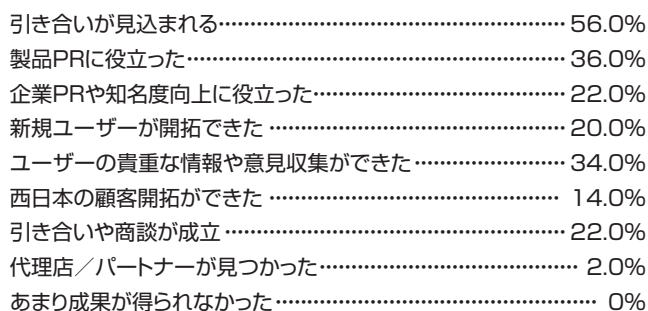 引き合いが見込まれる…………………………………………… 56.0%
製品PRに役立った……………………………………………… 36.0%
企業PRや知名度向上に役立った……………………………… 22.0%
新規ユーザーが開拓できた …………………………………… 20.0%
ユーザーの貴重な情報や意見収集ができた………………… 34.0%
西日本の顧客開拓ができた …………………………………… 14.0%
引き合いや商談が成立 ………………………………………… 22.0%
代理店／パートナーが見つかった……………………………… 2.0%
あまり成果が得られなかった……………………………………… 0%